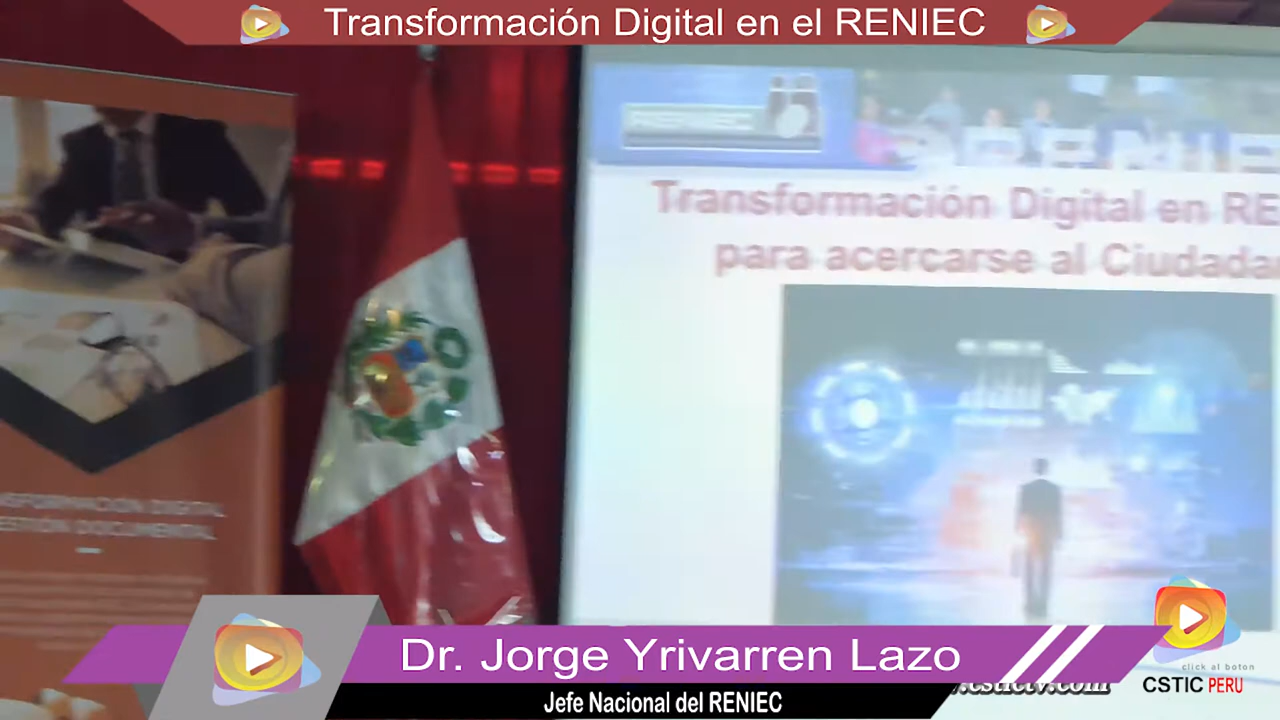 Transformación Digital en el RENIEC
RENIEC
Transformación Digital en RE
para acercarse al Ciudada
Dr. Jorge Yrivarren Lazo
Jefe Nacional del RENIEC
click al boton
CSTIC PERU